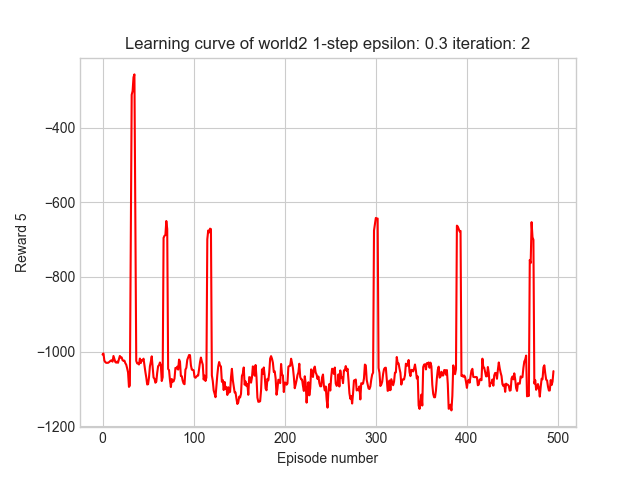 Learning curve of world2 1-step epsilon: 0.3 iteration: 2
Reward 5
−400
−600
−800
−1000
−1200
0 100 200 300 400 500
Episode number